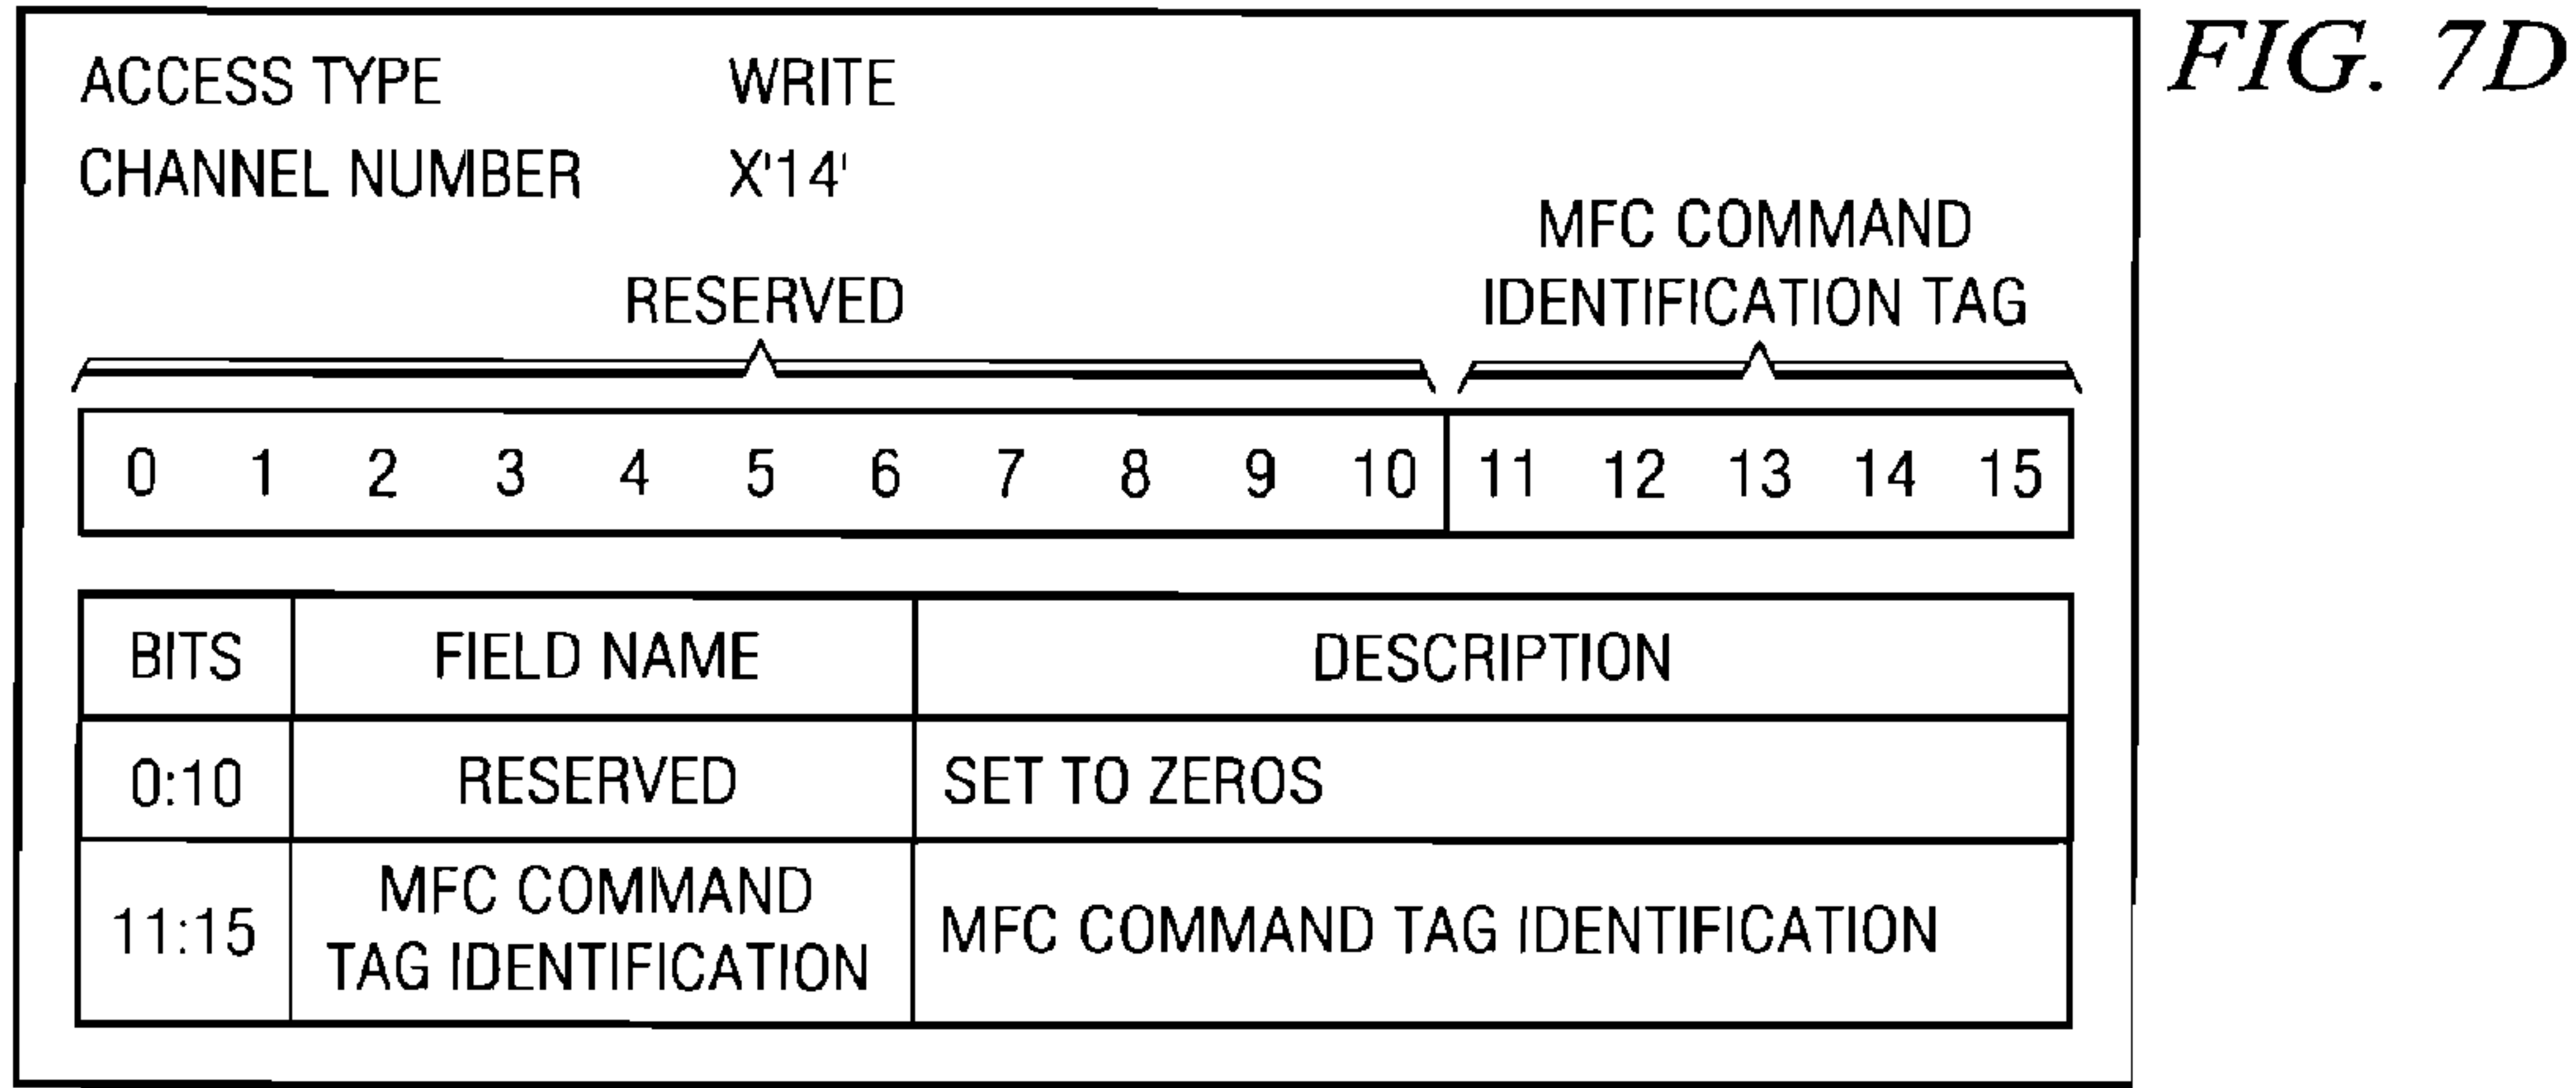 FIG. 7D
ACCESS TYPE WRITE
CHANNEL NUMBER X'14'
RESERVED
MFC COMMAND
IDENTIFICATION TAG
0 1 2 3 4 5 6 7 8 9 10 11 12 13 14 15
BITS FIELD NAME DESCRIPTION
0:10 RESERVED SET TO ZEROS
11:15 MFC COMMAND
TAG IDENTIFICATION MFC COMMAND TAG IDENTIFICATION